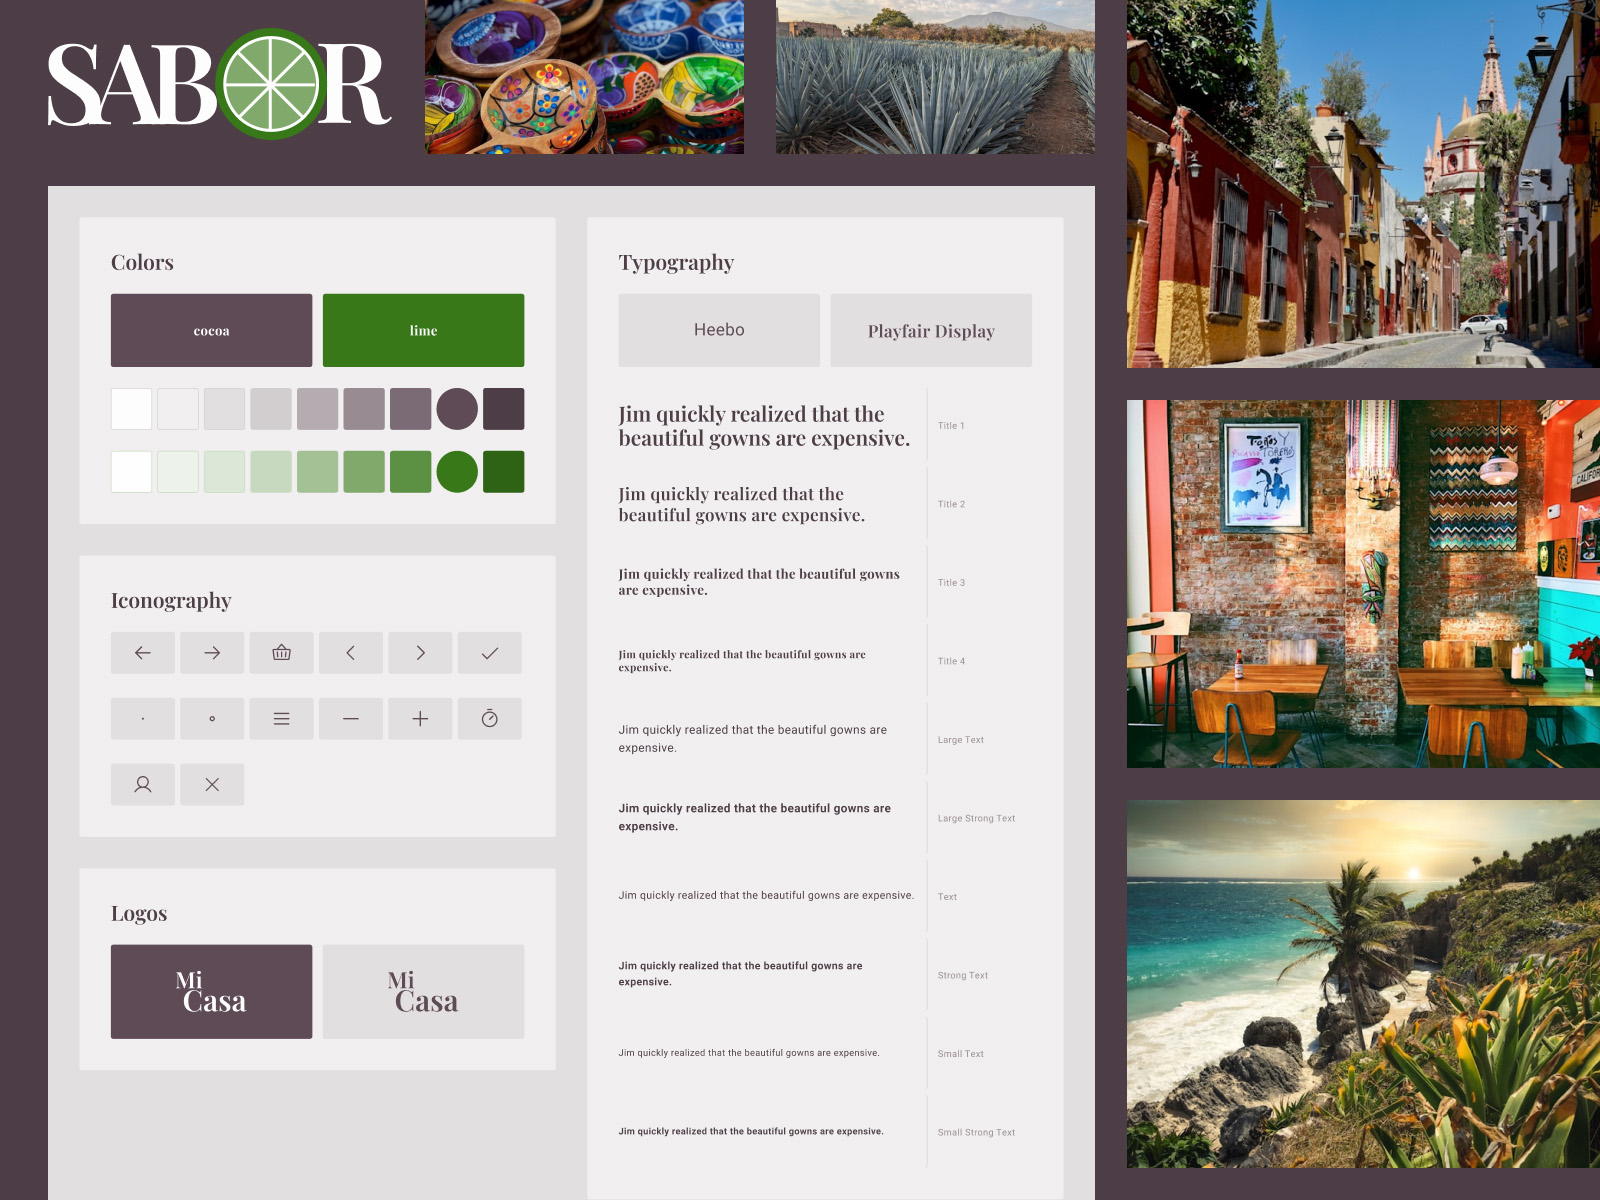 SABOR
Colors
cocoa
lime
Iconography
Logos
Mi
Casa
Mi
Casa
Typography
Heebo
Playfair Display
Jim quickly realized that the
beautiful gowns are expensive.
Title 1
Jim quickly realized that the
beautiful gowns are expensive.
Title 2
Jim quickly realized that the beautiful gowns
are expensive.
Title 3
Jim quickly realized that the beautiful gowns are
expensive.
Title 4
Jim quickly realized that the beautiful gowns are
expensive.
Large Text
Jim quickly realized that the beautiful gowns are
expensive.
Large Strong Text
Jim quickly realized that the beautiful gowns are expensive.
Text
Jim quickly realized that the beautiful gowns are
expensive.
Strong Text
Jim quickly realized that the beautiful gowns are expensive.
Small Text
Jim quickly realized that the beautiful gowns are expensive.
Small Strong Text